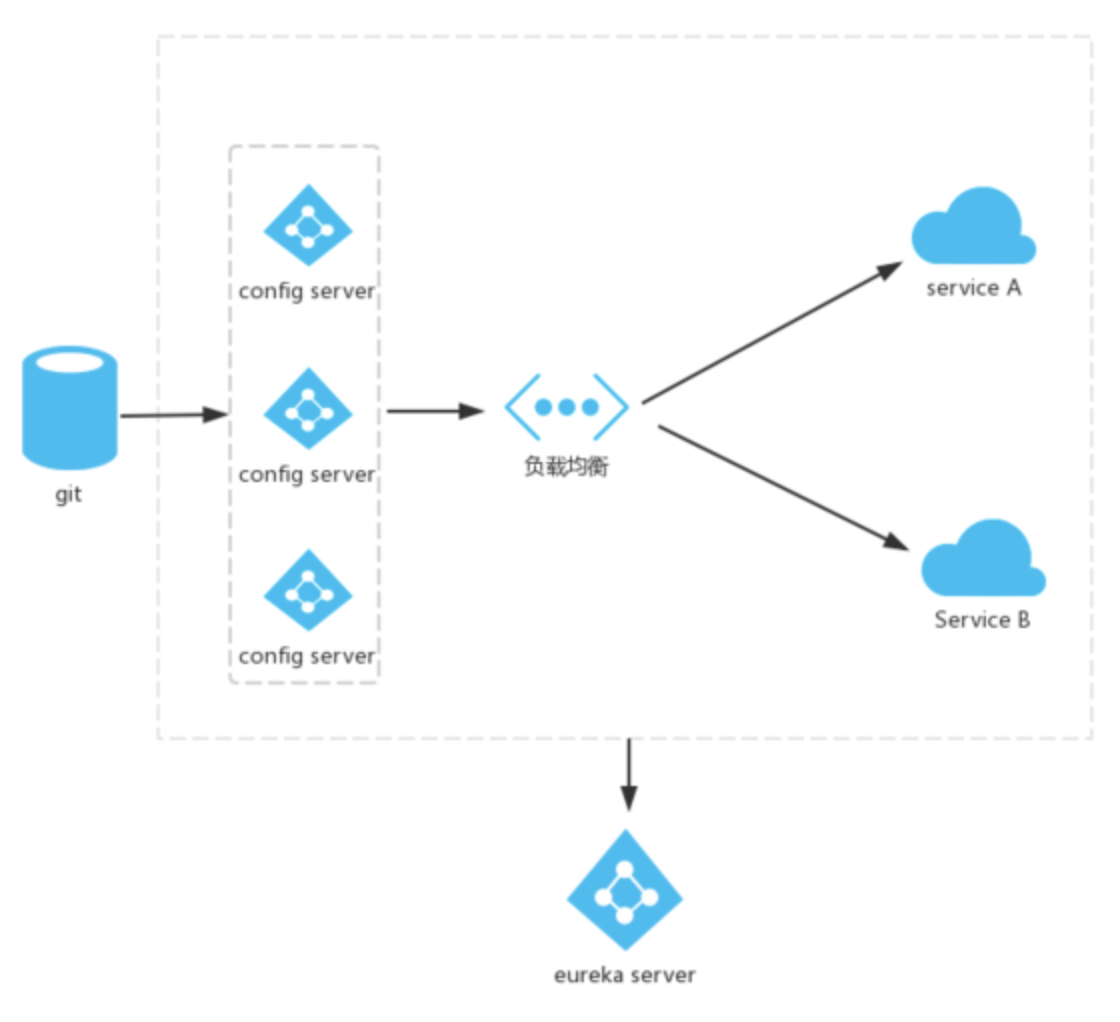 config server
service A
git
config server
负载均衡
config server
Service B
eureka server